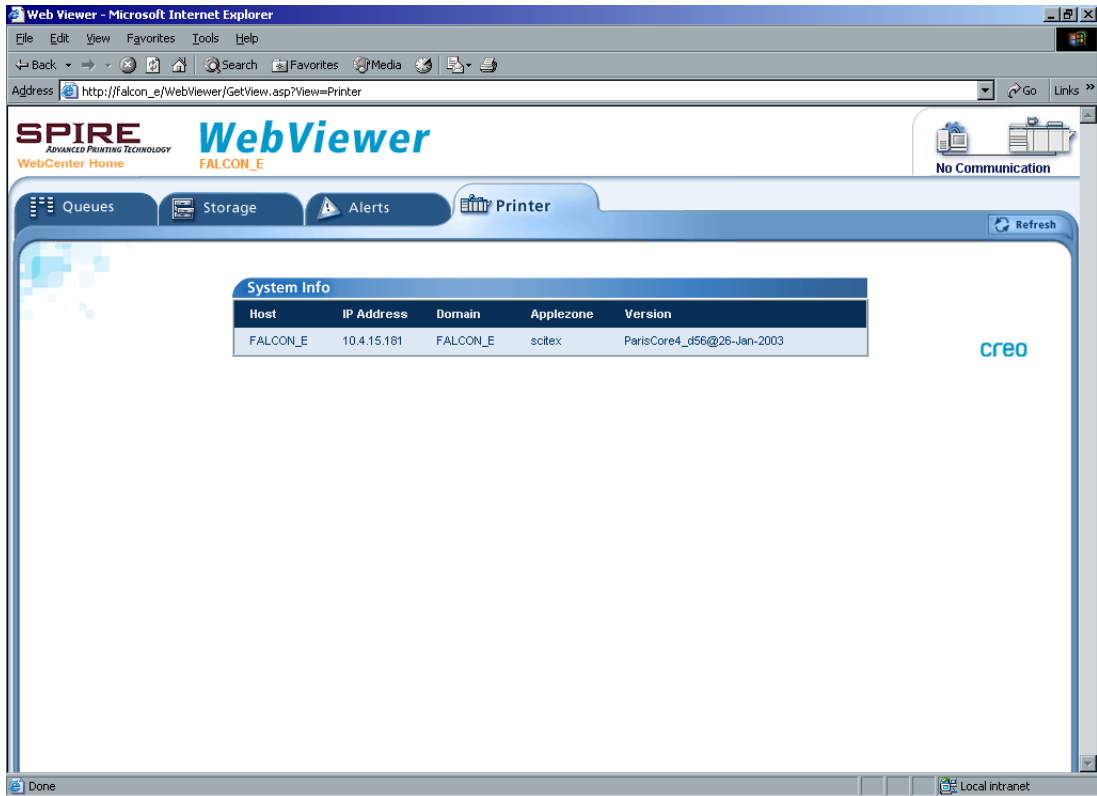 Web Viewer - Microsoft Internet Explorer
File Edit View Favorites Tools Help
Back Search Favorites Media
Address http://falcon_e/WebViewer/GetView.asp?View=Printer Go Links »
SPIRE
ADVANCED PRINTING TECHNOLOGY
WebCenter Home
WebViewer
FALCON_E
No Communication
Queues Storage Alerts Printer
Refresh
System Info
Host IP Address Domain Applezone Version
FALCON_E 10.4.15.181 FALCON_E scitex ParisCore4_d56@26-Jan-2003
creo
Done Local intranet